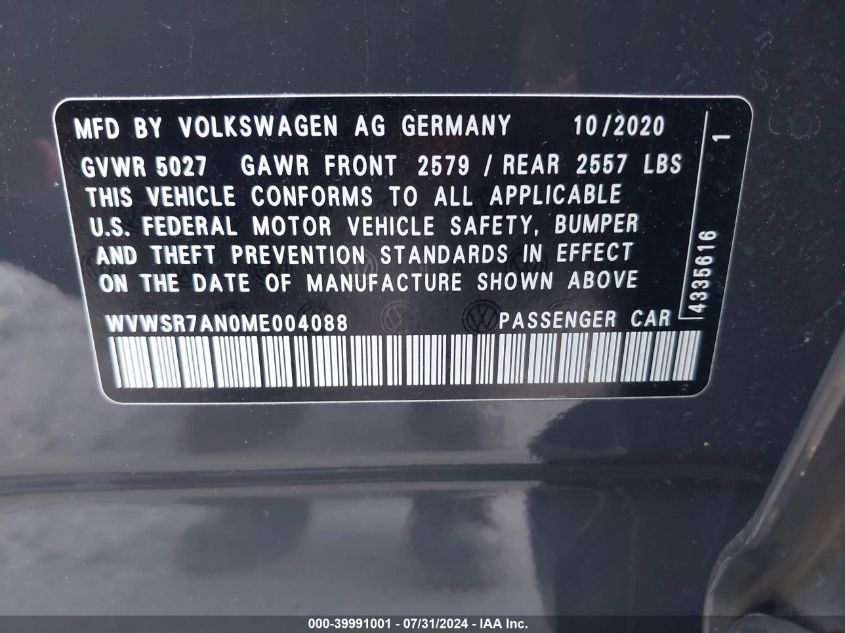 MFD BY VOLKSWAGEN AG GERMANY 10/2020
GVWR 5027 GAWR FRONT 2579 / REAR 2557 LBS
THIS VEHICLE CONFORMS TO ALL APPLICABLE
U.S. FEDERAL MOTOR VEHICLE SAFETY, BUMPER
AND THEFT PREVENTION STANDARDS IN EFFECT
ON THE DATE OF MANUFACTURE SHOWN ABOVE
WVWSR7AN0ME004088 PASSENGER CAR
4335616 1
000-39991001 / 07/31/2024 - IAA Inc.